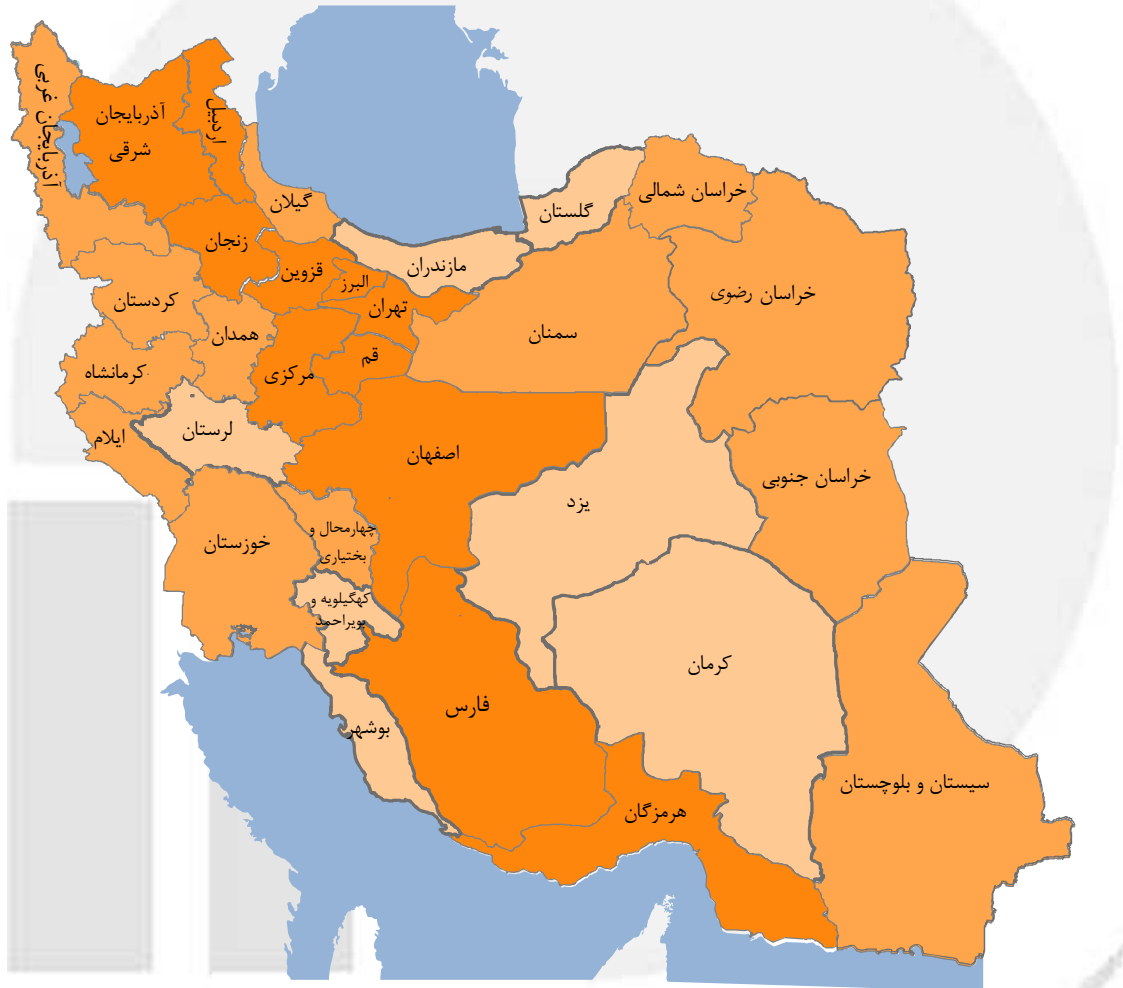 آذربایجان غربی
آذربایجان
شرقی
اردبیل
گیلان
زنجان
قزوین
البرز
تهران
مازندران
گلستان
خراسان شمالی
خراسان رضوی
سمنان
کردستان
همدان
کرمانشاه
مرکزی
قم
لرستان
ایلام
اصفهان
یزد
خراسان جنوبی
خوزستان
چهارمحال و
بختیاری
کهگیلویه و
بویراحمد
کرمان
فارس
بوشهر
هرمزگان
سیستان و بلوچستان